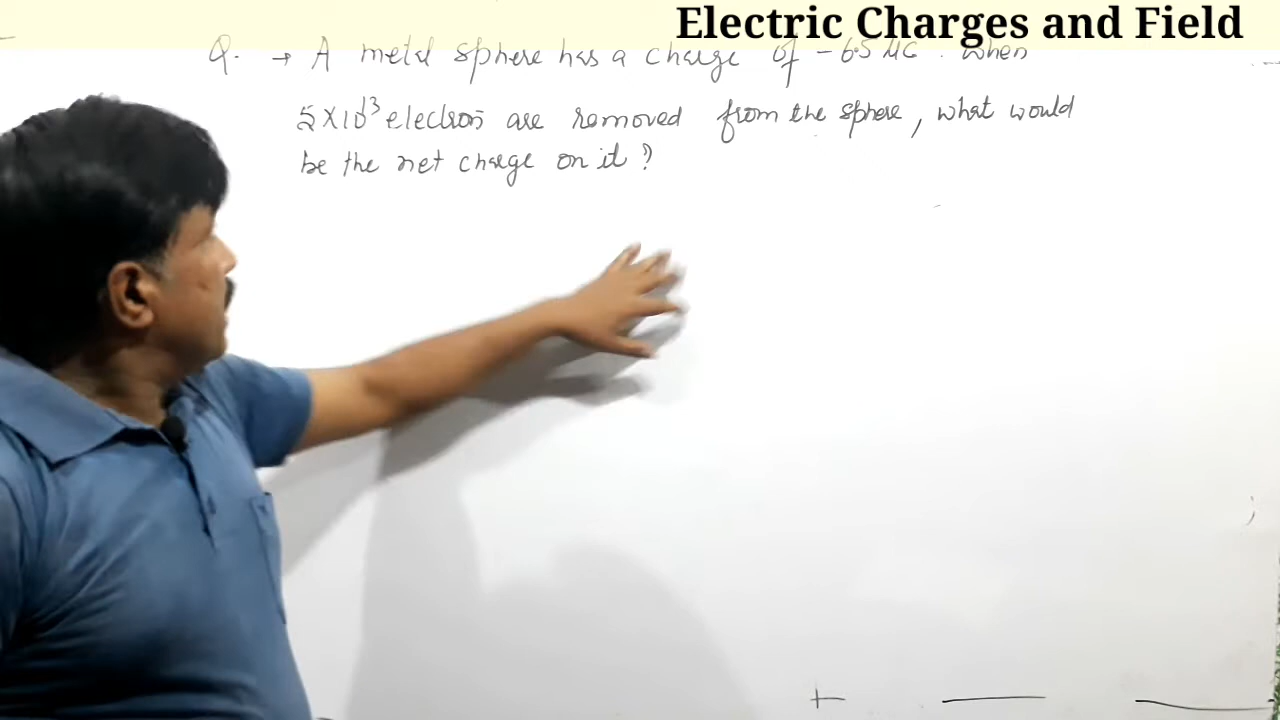 Electric Charges and Field
Q. → A metal sphere has a charge of - 6.5 μC. When
5×10¹³ electrons are removed from the sphere, what would
be the net charge on it ?